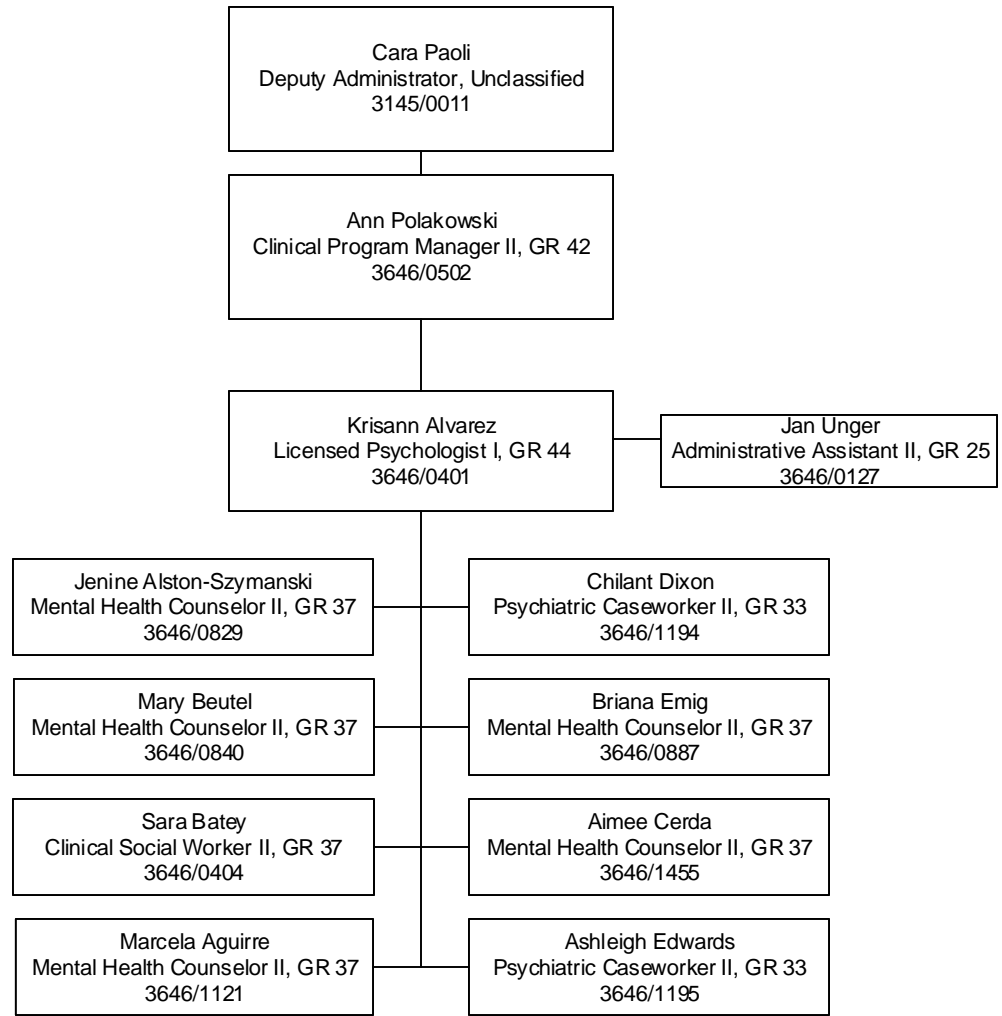 Cara Paoli
Deputy Administrator, Unclassified
3145/0011
Ann Polakowski
Clinical Program Manager II, GR 42
3646/0502
Krisann Alvarez
Licensed Psychologist I, GR 44
3646/0401
Jan Unger
Administrative Assistant II, GR 25
3646/0127
Jenine Alston-Szymanski
Mental Health Counselor II, GR 37
3646/0829
Chilant Dixon
Psychiatric Caseworker II, GR 33
3646/1194
Mary Beutel
Mental Health Counselor II, GR 37
3646/0840
Briana Emig
Mental Health Counselor II, GR 37
3646/0887
Sara Batey
Clinical Social Worker II, GR 37
3646/0404
Aimee Cerda
Mental Health Counselor II, GR 37
3646/1455
Marcela Aguirre
Mental Health Counselor II, GR 37
3646/1121
Ashleigh Edwards
Psychiatric Caseworker II, GR 33
3646/1195